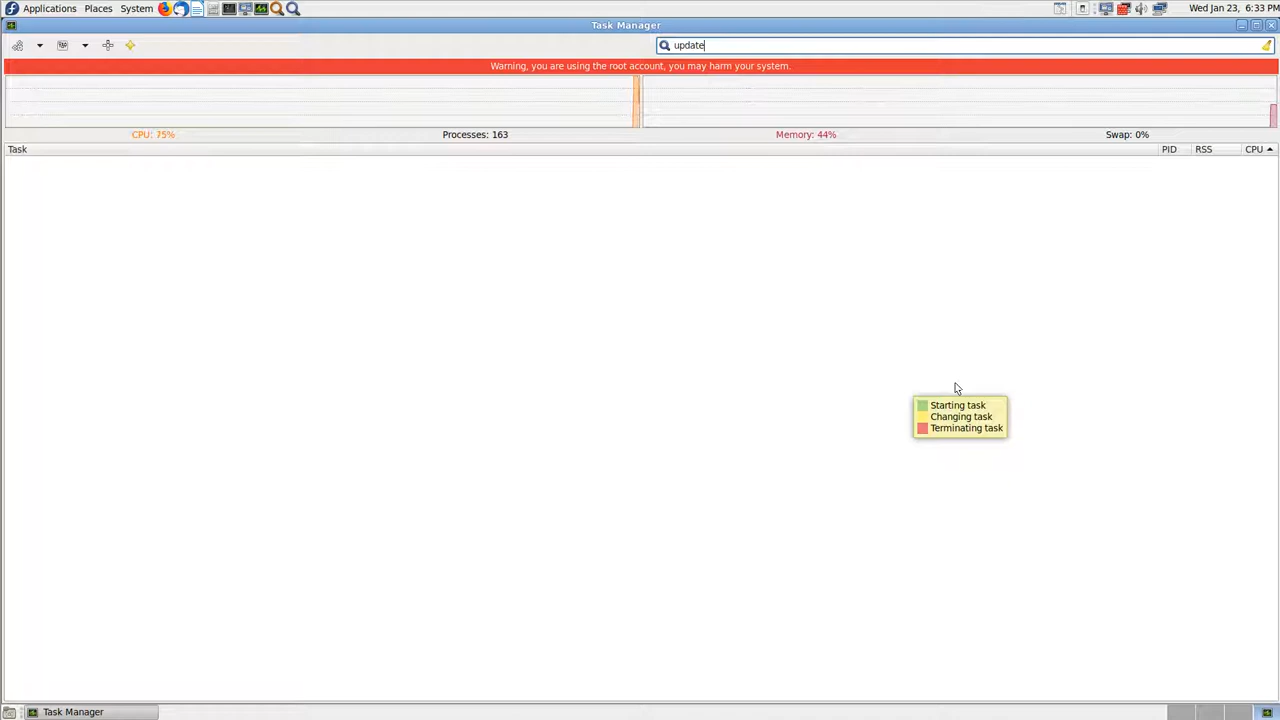 Applications Places System Wed Jan 23, 6:33 PM
Task Manager
update
Warning, you are using the root account, you may harm your system.
CPU: 75% Processes: 163 Memory: 44% Swap: 0%
Task PID RSS CPU
Starting task
Changing task
Terminating task
Task Manager